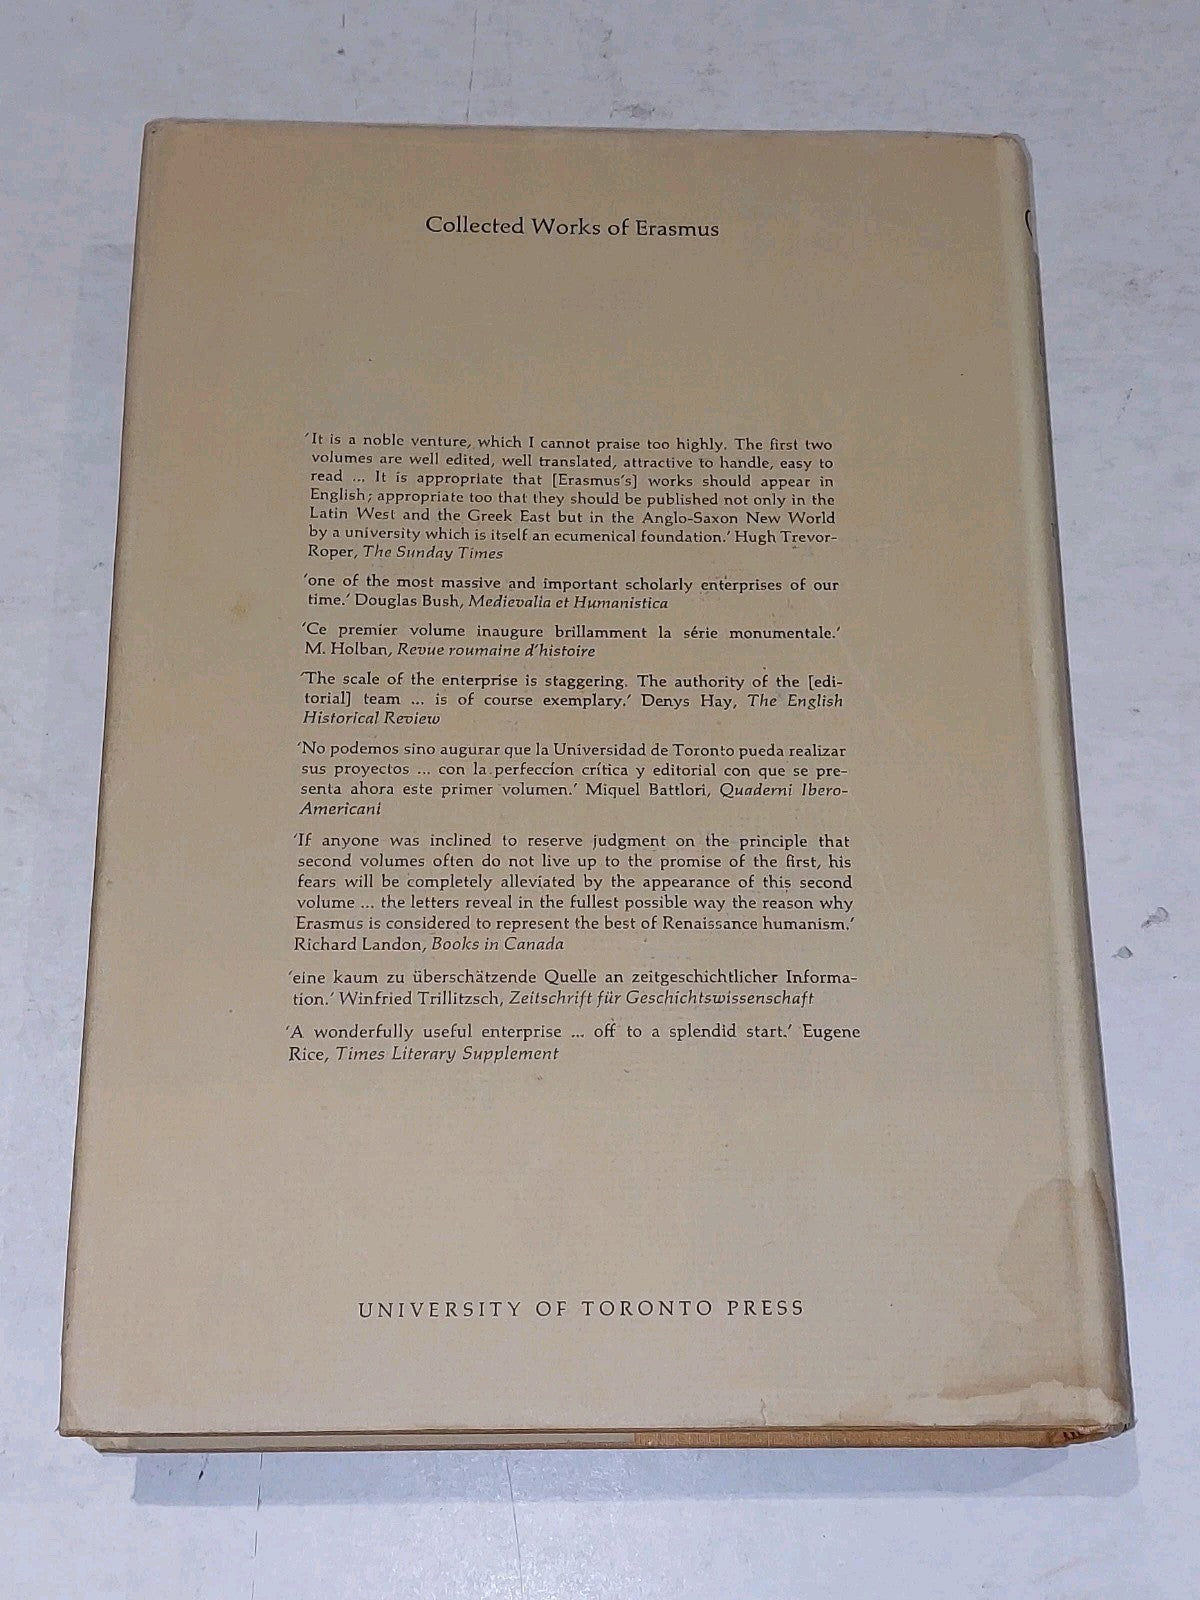 Collected Works of Erasmus
'It is a noble venture, which I cannot praise too highly. The first two
volumes are well edited, well translated, attractive to handle, easy to
read ... It is appropriate that [Erasmus's] works should appear in
English; appropriate too that they should be published not only in the
Latin West and the Greek East but in the Anglo-Saxon New World
by a university which is itself an ecumenical foundation.' Hugh Trevor-
Roper, The Sunday Times
'one of the most massive and important scholarly enterprises of our
time.' Douglas Bush, Medievalia et Humanistica
'Ce premier volume inaugure brillamment la série monumentale.'
M. Holban, Revue roumaine d'histoire
'The scale of the enterprise is staggering. The authority of the [edi-
torial] team ... is of course exemplary.' Denys Hay, The English
Historical Review
'No podemos sino augurar que la Universidad de Toronto pueda realizar
sus proyectos ... con la perfección crítica y editorial con que se pre-
senta ahora este primer volumen.' Miquel Battlori, Quaderni Ibero-
Americani
'If anyone was inclined to reserve judgment on the principle that
second volumes often do not live up to the promise of the first, his
fears will be completely alleviated by the appearance of this second
volume ... the letters reveal in the fullest possible way the reason why
Erasmus is considered to represent the best of Renaissance humanism.'
Richard Landon, Books in Canada
'eine kaum zu überschätzende Quelle an zeitgeschichtlicher Informa-
tion.' Winfried Trillitzsch, Zeitschrift für Geschichtswissenschaft
'A wonderfully useful enterprise ... off to a splendid start.' Eugene
Rice, Times Literary Supplement
UNIVERSITY OF TORONTO PRESS